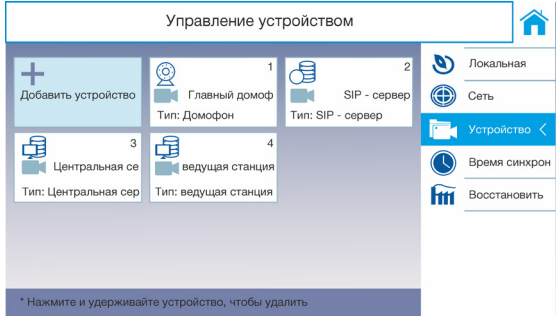 Управление устройством
Добавить устройство
1
Главный домоф
Тип: Домофон
2
SIP - сервер
Тип: SIP - сервер
3
Центральная се
Тип: Центральная сер
4
ведущая станция
Тип: ведущая станция
Локальная
Сеть
Устройство <
Время синхрон
Восстановить
* Нажмите и удерживайте устройство, чтобы удалить